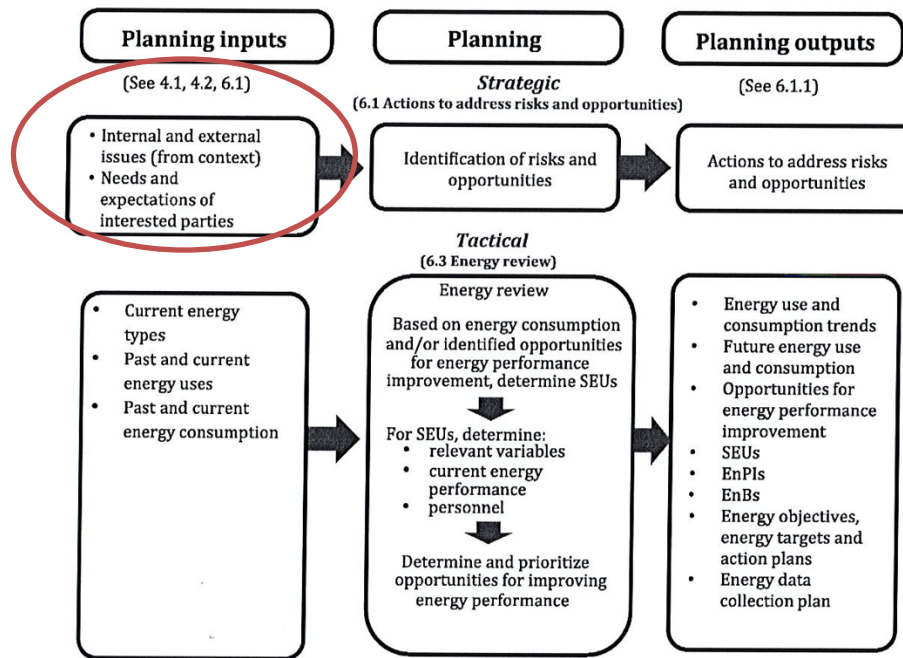 Planning inputs
Planning
Planning outputs
(See 4.1, 4.2, 6.1)
Strategic
(6.1 Actions to address risks and opportunities)
(See 6.1.1)
• Internal and external
issues (from context)
• Needs and
expectations of
interested parties
Identification of risks and
opportunities
Actions to address risks
and opportunities
Tactical
(6.3 Energy review)
• Current energy
types
• Past and current
energy uses
• Past and current
energy consumption
Energy review
Based on energy consumption
and/or identified opportunities
for energy performance
improvement, determine SEUs
For SEUs, determine:
• relevant variables
• current energy
performance
• personnel
Determine and prioritize
opportunities for improving
energy performance
• Energy use and
consumption trends
• Future energy use
and consumption
• Opportunities for
energy performance
improvement
• SEUs
• EnPIs
• EnBs
• Energy objectives,
energy targets and
action plans
• Energy data
collection plan